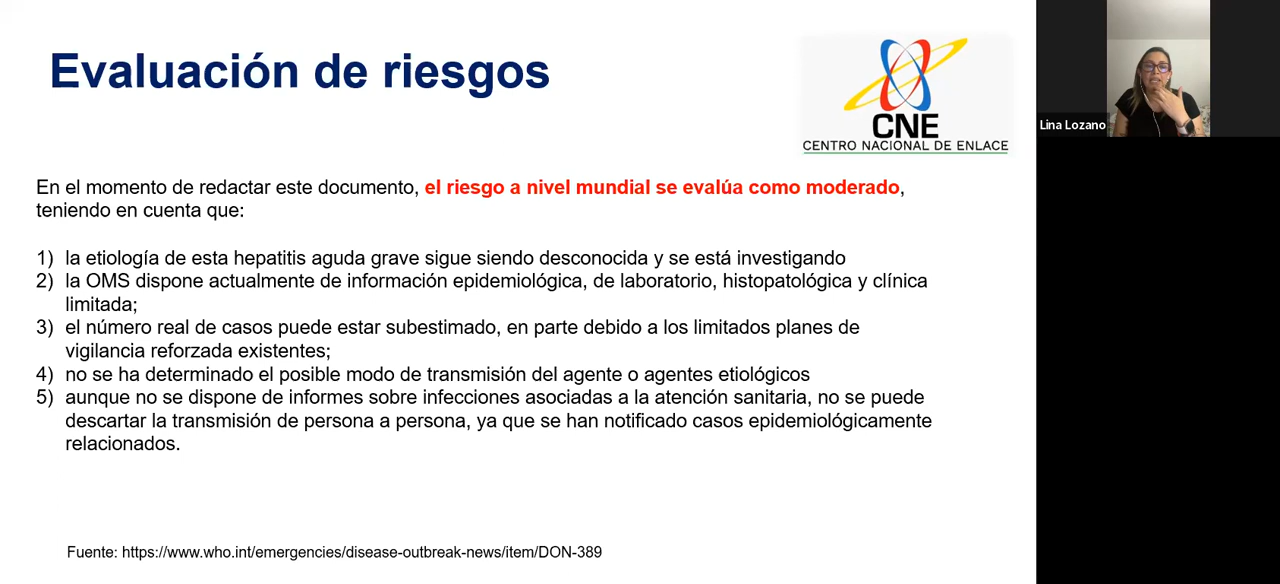 Evaluación de riesgos
CNE
CENTRO NACIONAL DE ENLACE
Lina Lozano
En el momento de redactar este documento, el riesgo a nivel mundial se evalúa como moderado,
teniendo en cuenta que:
1) la etiología de esta hepatitis aguda grave sigue siendo desconocida y se está investigando
2) la OMS dispone actualmente de información epidemiológica, de laboratorio, histopatológica y clínica
limitada;
3) el número real de casos puede estar subestimado, en parte debido a los limitados planes de
vigilancia reforzada existentes;
4) no se ha determinado el posible modo de transmisión del agente o agentes etiológicos
5) aunque no se dispone de informes sobre infecciones asociadas a la atención sanitaria, no se puede
descartar la transmisión de persona a persona, ya que se han notificado casos epidemiológicamente
relacionados.
Fuente: https://www.who.int/emergencies/disease-outbreak-news/item/DON-389